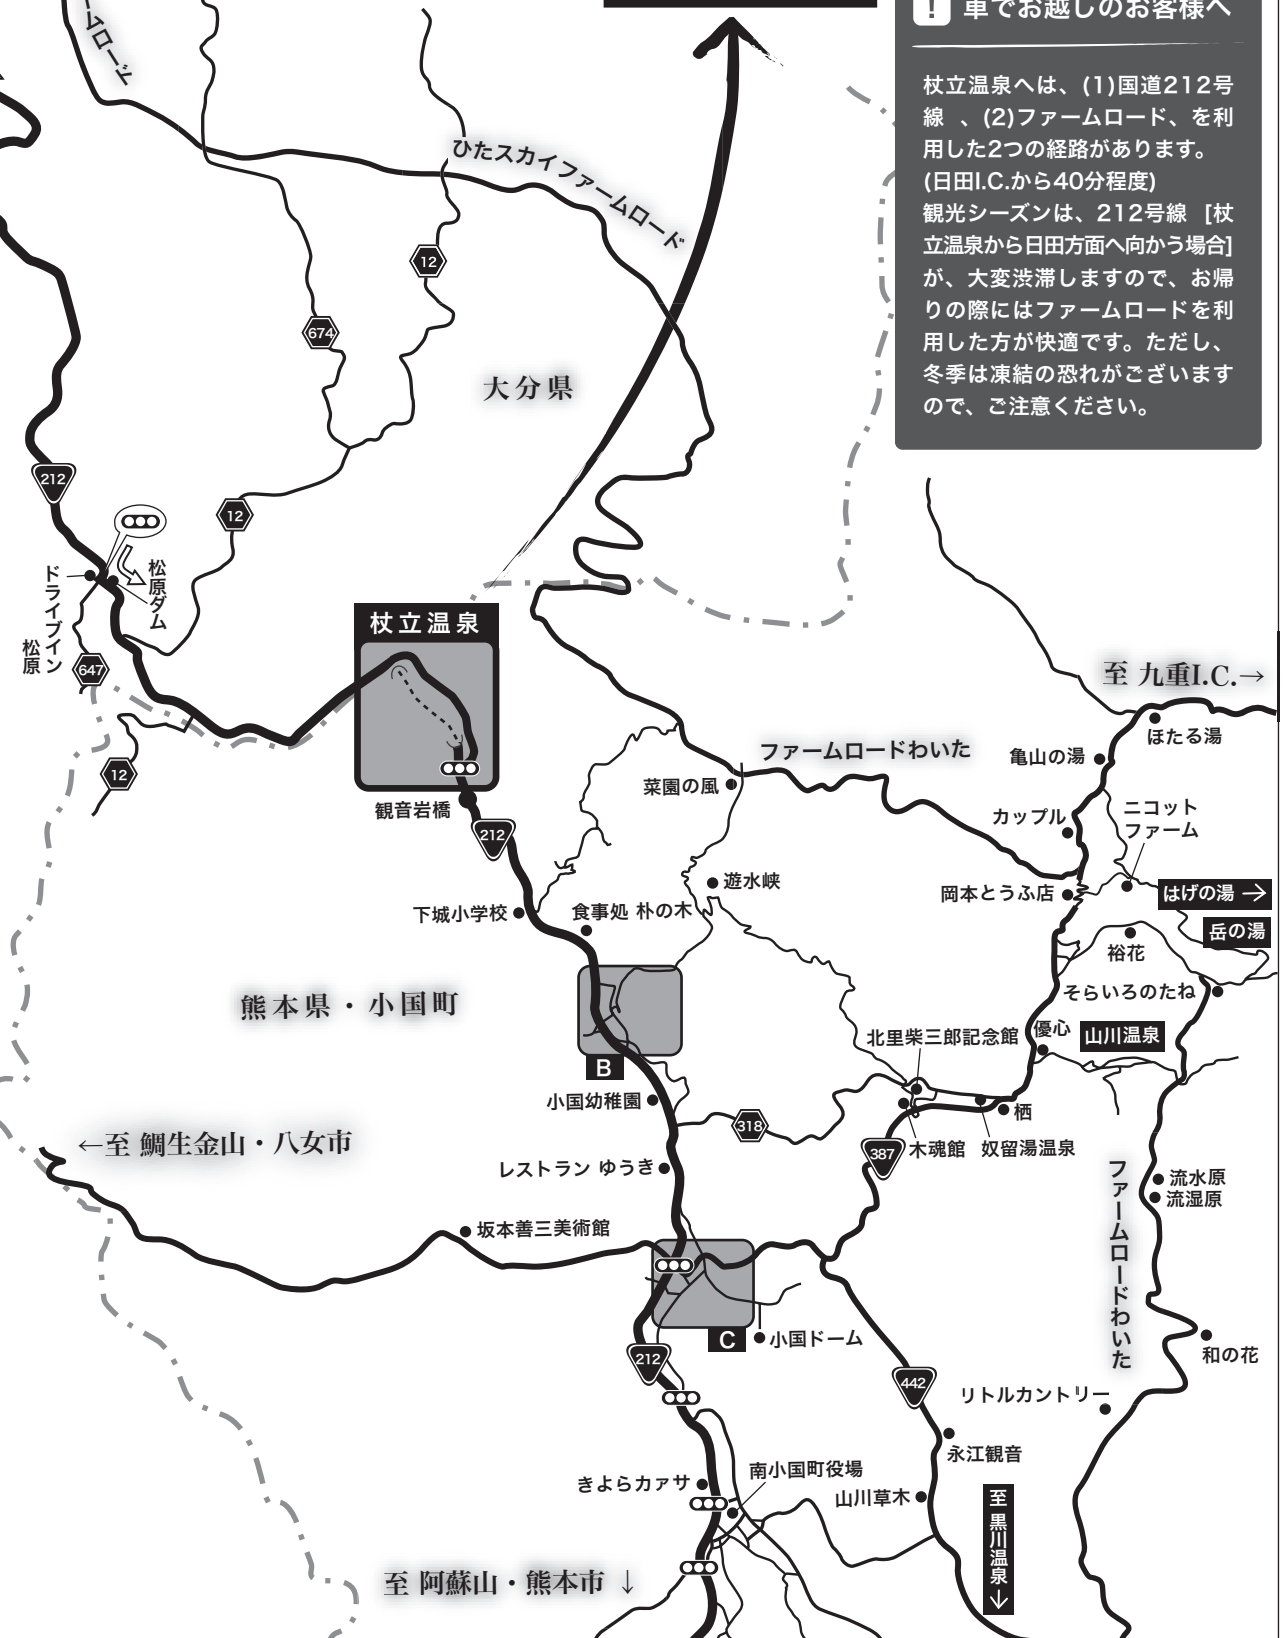 ームロード
! 車でお越しのお客様へ
杖立温泉へは、(1)国道212号
線 、(2)ファームロード、を利
用した2つの経路があります。
(日田I.C.から40分程度)
観光シーズンは、212号線 [杖
立温泉から日田方面へ向かう場合]
が、大変渋滞しますので、お帰
りの際にはファームロードを利
用した方が快適です。ただし、
冬季は凍結の恐れがございます
ので、ご注意ください。
ひたスカイファームロード
12
674
大分県
212
12
松原ダム
ドライブイン
松原
647
12
杖立温泉
観音岩橋
212
至 九重I.C.→
ほたる湯
亀山の湯
ファームロードわいた
菜園の風
カップル
ニコット
ファーム
遊水峡
岡本とうふ店
はげの湯 →
岳の湯
下城小学校
食事処 朴の木
裕花
そらいろのたね
熊本県・小国町
北里柴三郎記念館
優心
山川温泉
B
小国幼稚園
栖
318
387
木魂館
奴留湯温泉
←至 鯛生金山・八女市
レストラン ゆうき
流水原
流湿原
坂本善三美術館
ファームロードわいた
C
小国ドーム
和の花
212
442
リトルカントリー
永江観音
きよらカァサ
南小国町役場
山川草木
至 黒川温泉→
至 阿蘇山・熊本市 ↓